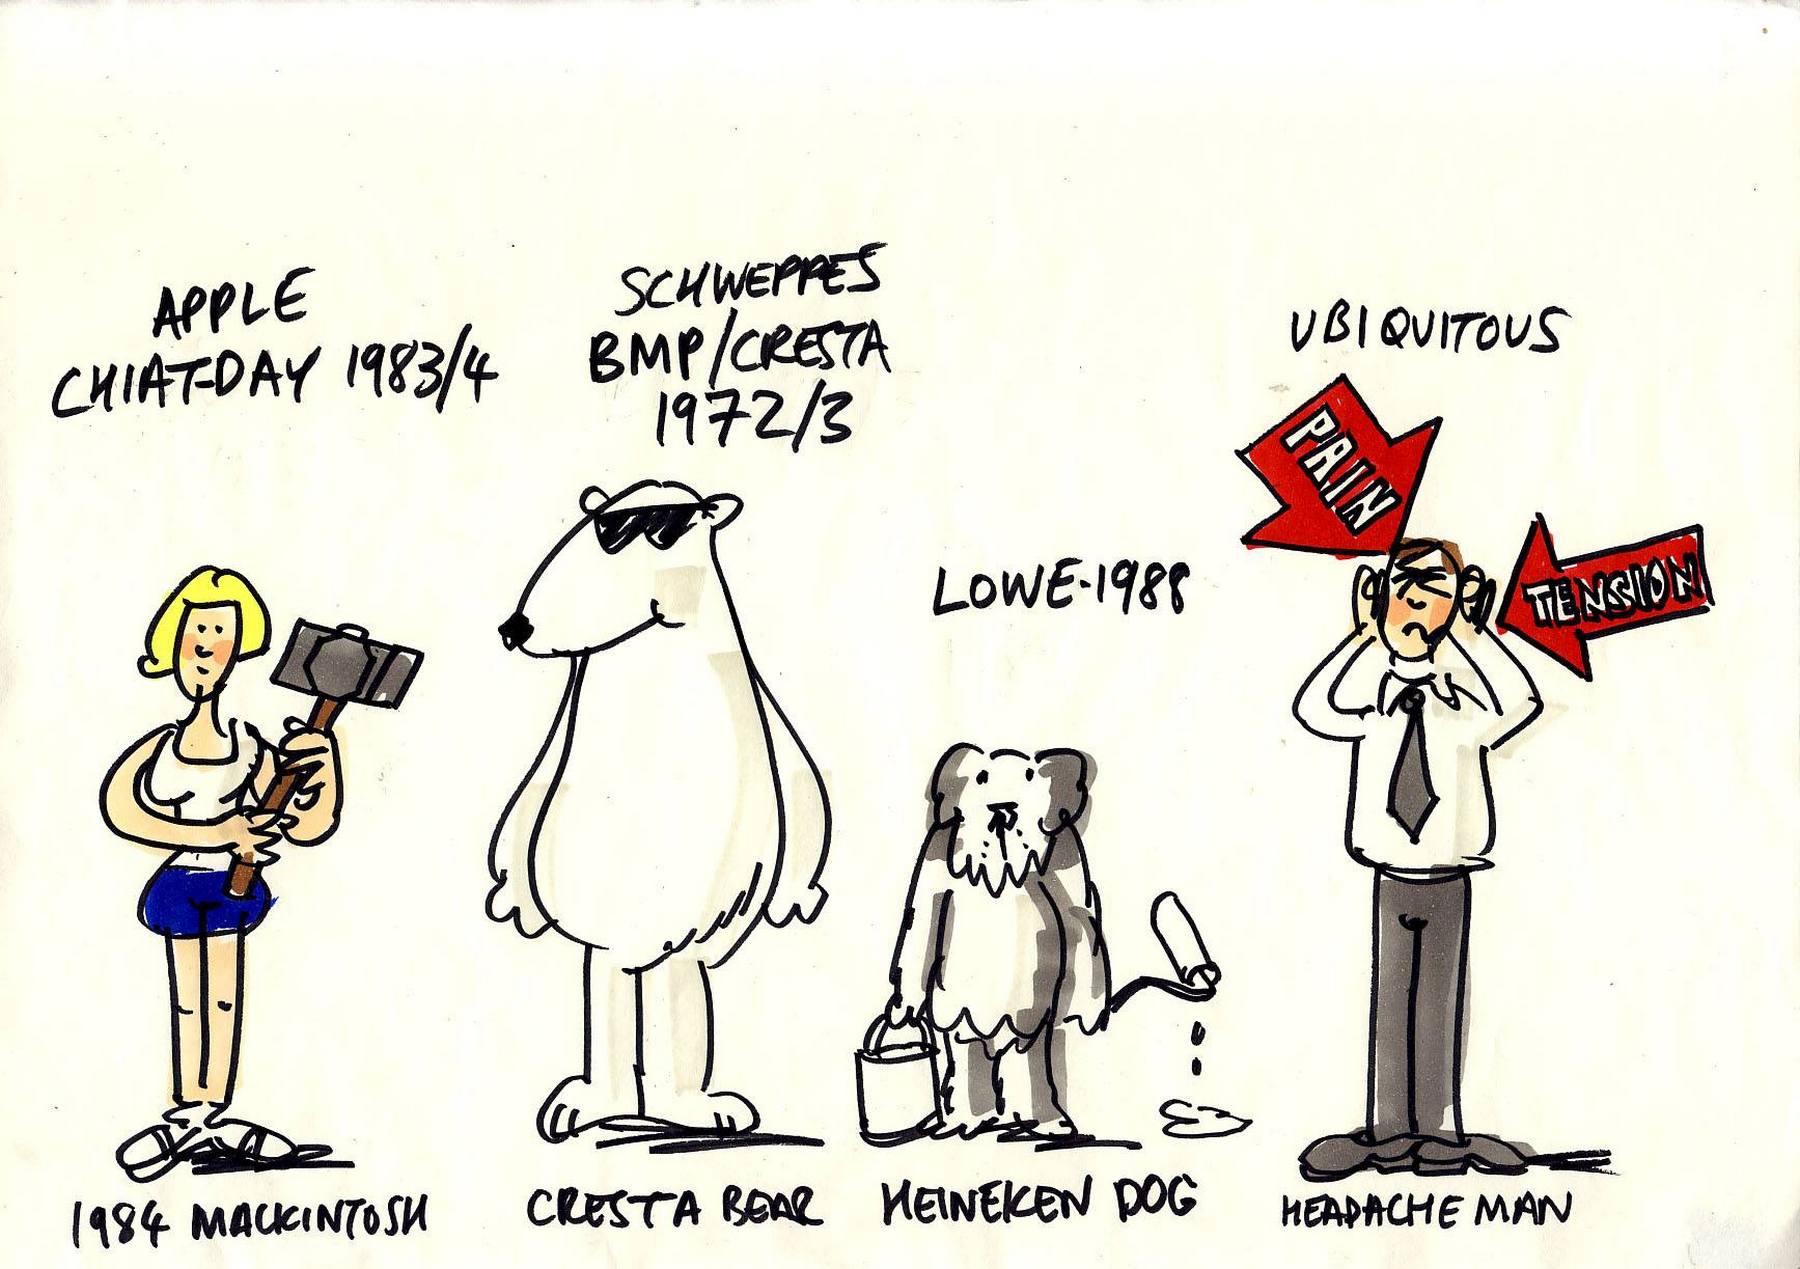 APPLE
CHIAT-DAY 1983/4
SCHWEPPES
BMP/CRESTA
1972/3
LOWE-1988
UBIQUITOUS
PAIN
TENSION
1984 MACKINTOSH
CRESTA BEAR
HEINEKEN DOG
HEADACHE MAN